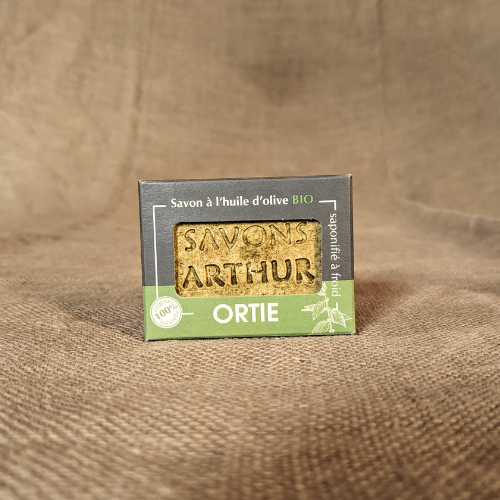 Savon à l'huile d'olive BIO
saponifié à froid
SAVONS
ARTHUR
100%
ORTIE